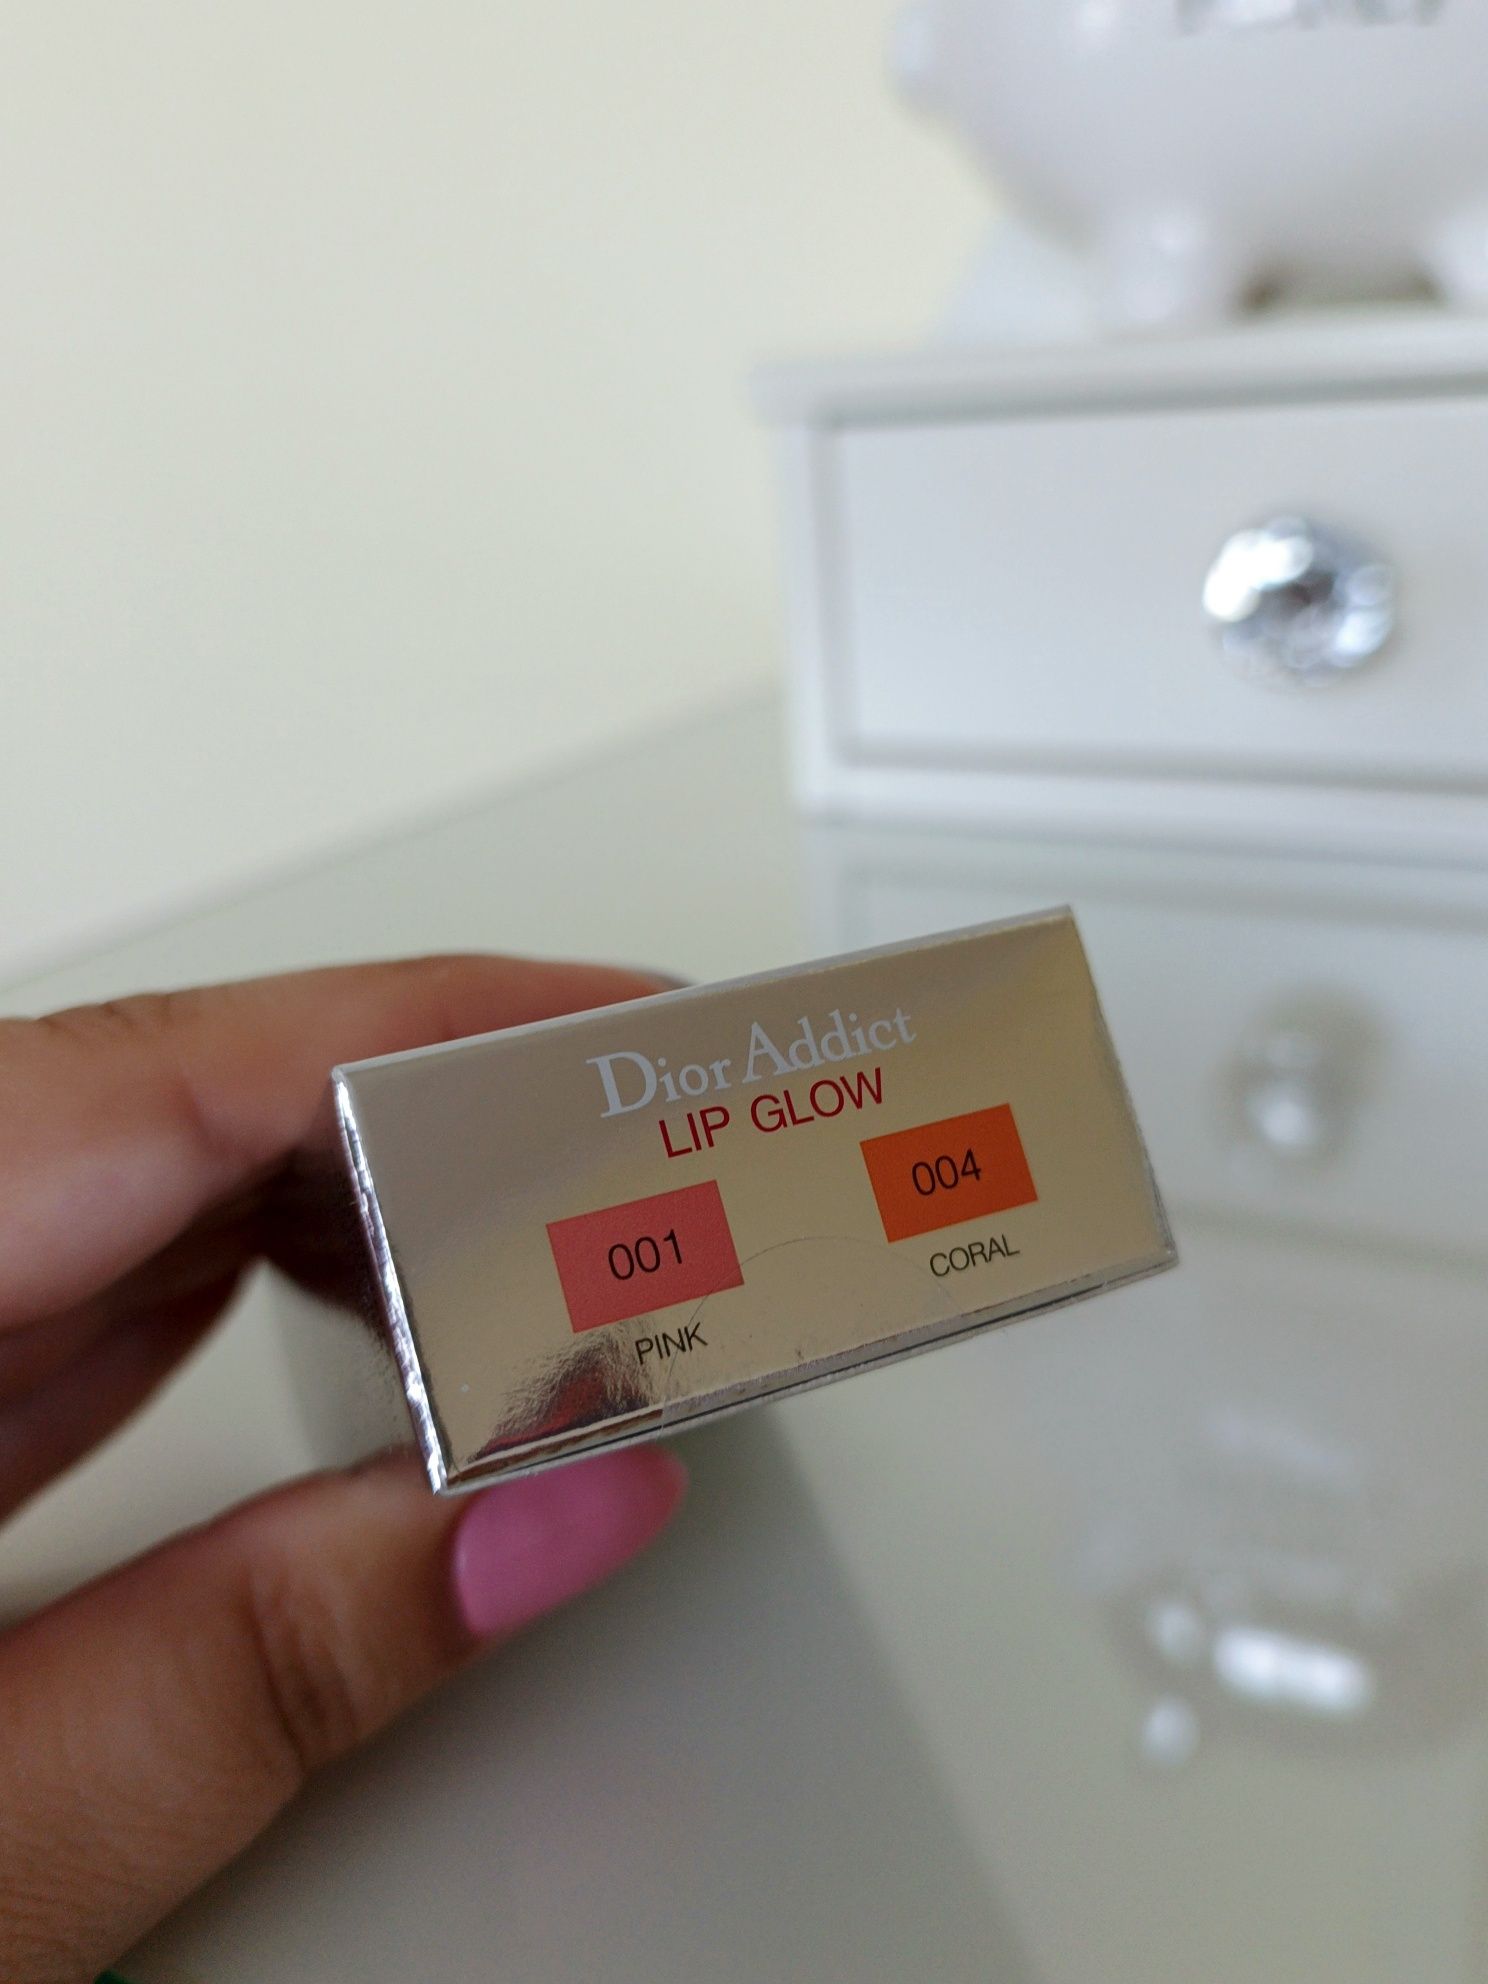 Dior Addict
LIP GLOW
001
PINK
004
CORAL